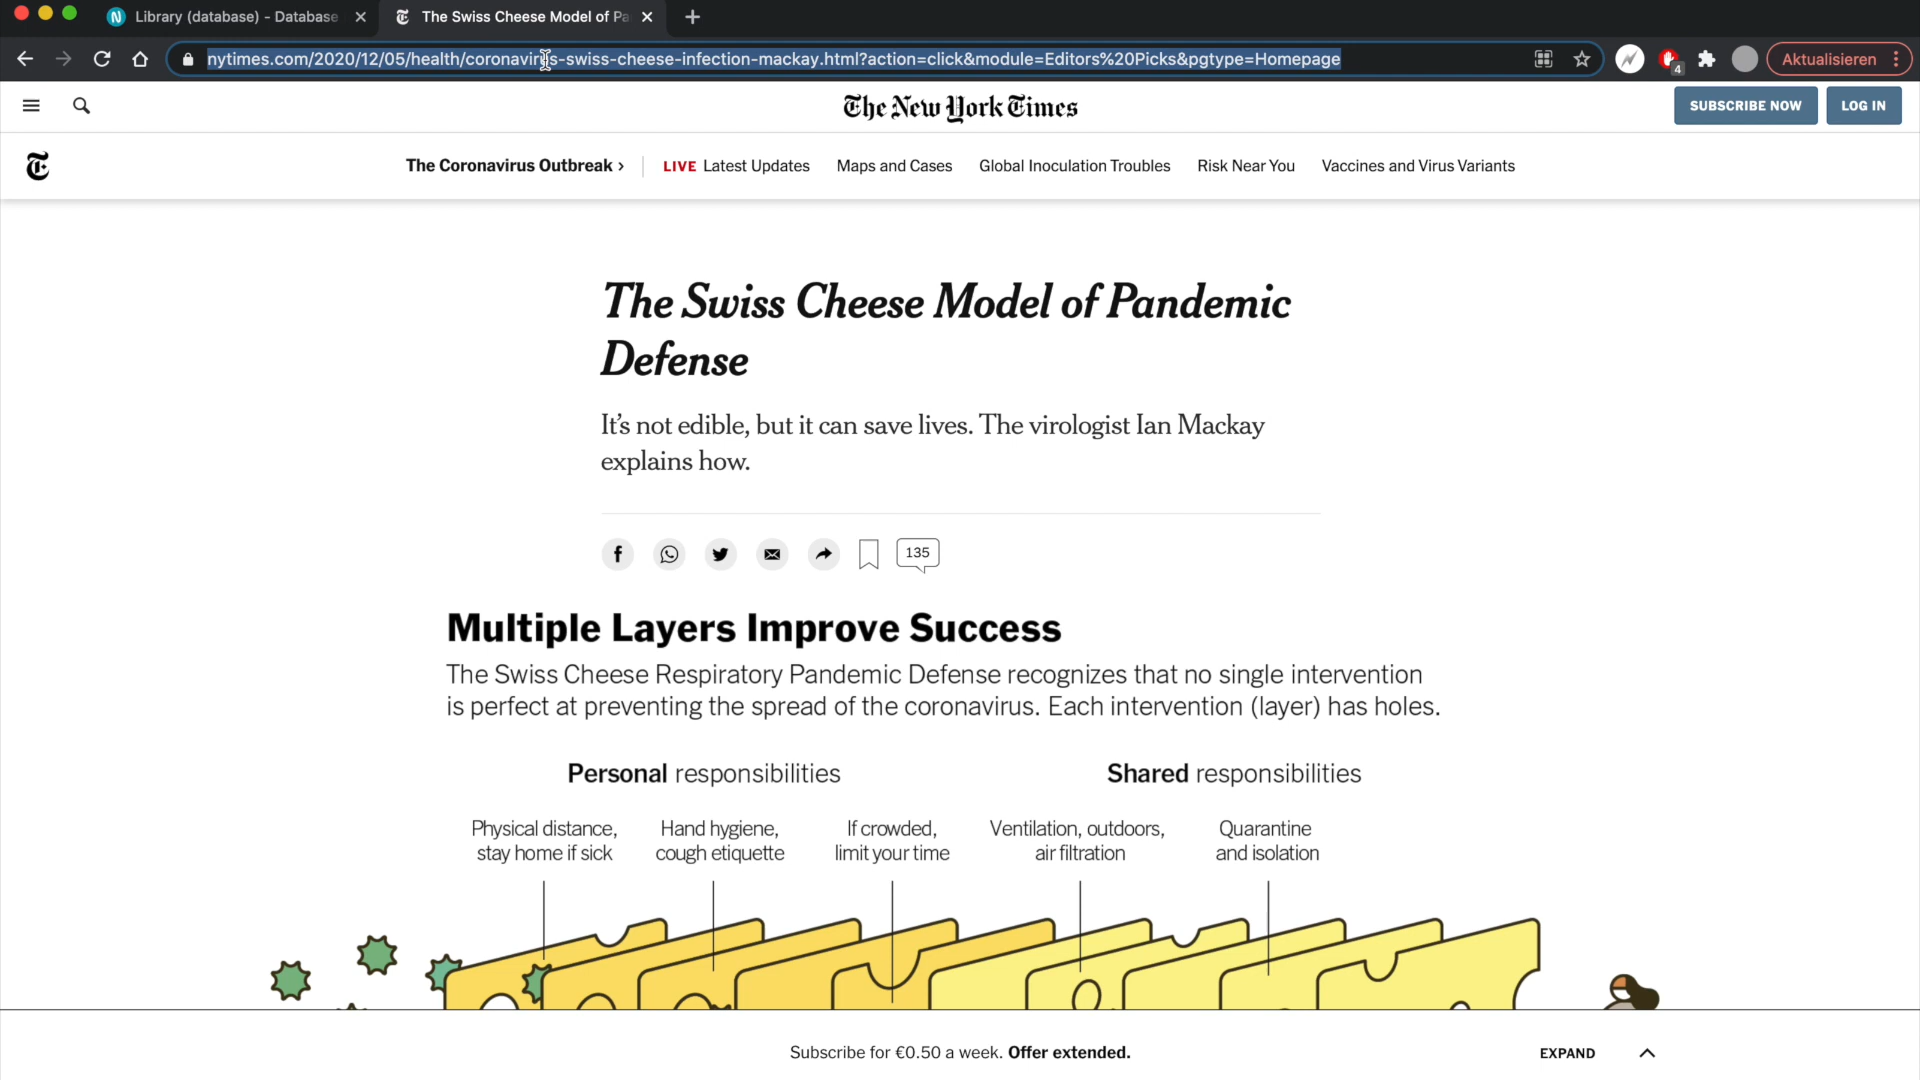 Library (database) - Database
The Swiss Cheese Model of Pa
nytimes.com/2020/12/05/health/coronavirus-swiss-cheese-infection-mackay.html?action=click&module=Editors%20Picks&pgtype=Homepage
4
Aktualisieren
The New York Times
SUBSCRIBE NOW
LOG IN
The Coronavirus Outbreak ›
LIVE Latest Updates
Maps and Cases
Global Inoculation Troubles
Risk Near You
Vaccines and Virus Variants
The Swiss Cheese Model of Pandemic
Defense
It’s not edible, but it can save lives. The virologist Ian Mackay
explains how.
135
Multiple Layers Improve Success
The Swiss Cheese Respiratory Pandemic Defense recognizes that no single intervention
is perfect at preventing the spread of the coronavirus. Each intervention (layer) has holes.
Personal responsibilities
Shared responsibilities
Physical distance,
stay home if sick
Hand hygiene,
cough etiquette
If crowded,
limit your time
Ventilation, outdoors,
air filtration
Quarantine
and isolation
Subscribe for €0.50 a week. Offer extended.
EXPAND